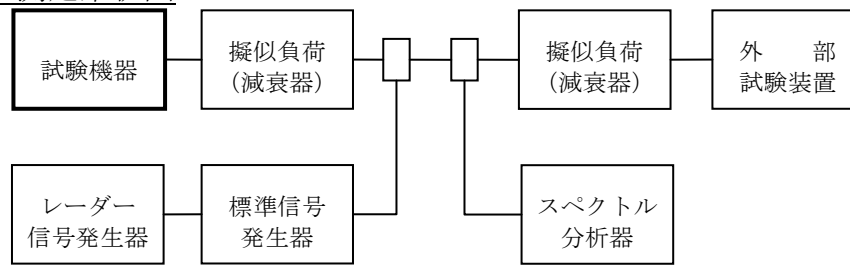 試験機器
擬似負荷
(減衰器)
擬似負荷
(減衰器)
外　　部
試験装置
レーダー
信号発生器
標準信号
発生器
スペクトル
分析器